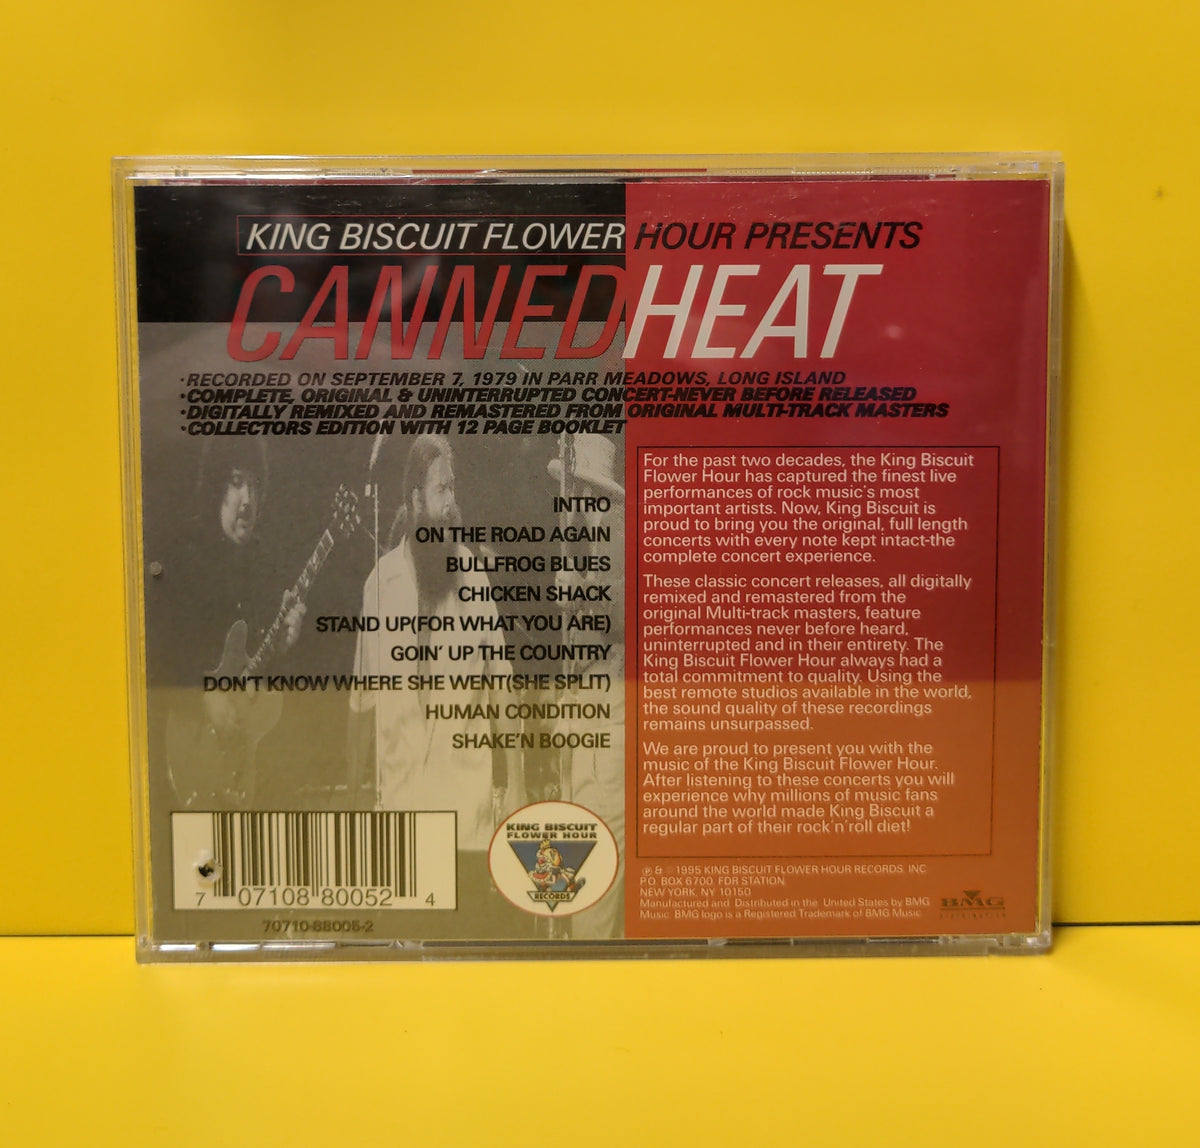 KING BISCUIT FLOWER HOUR PRESENTS
CANNEDHEAT
·RECORDED ON SEPTEMBER 7, 1979 IN PARR MEADOWS, LONG ISLAND
·COMPLETE, ORIGINAL & UNINTERRUPTED CONCERT-NEVER BEFORE RELEASED
·DIGITALLY REMIXED AND REMASTERED FROM ORIGINAL MULTI-TRACK MASTERS
·COLLECTORS EDITION WITH 12 PAGE BOOKLET
INTRO
ON THE ROAD AGAIN
BULLFROG BLUES
CHICKEN SHACK
STAND UP(FOR WHAT YOU ARE)
GOIN' UP THE COUNTRY
DON'T KNOW WHERE SHE WENT(SHE SPLIT)
HUMAN CONDITION
SHAKE'N BOOGIE
For the past two decades, the King Biscuit
Flower Hour has captured the finest live
performances of rock music's most
important artists. Now, King Biscuit is
proud to bring you the original, full length
concerts with every note kept intact-the
complete concert experience.
These classic concert releases, all digitally
remixed and remastered from the
original Multi-track masters, feature
performances never before heard,
uninterrupted and in their entirety. The
King Biscuit Flower Hour always had a
total commitment to quality. Using the
best remote studios available in the world,
the sound quality of these recordings
remains unsurpassed.
We are proud to present you with the
music of the King Biscuit Flower Hour.
After listening to these concerts you will
experience why millions of music fans
around the world made King Biscuit a
regular part of their rock'n'roll diet!
7 07108 80052 4
70710-88005-2
KING BISCUIT
FLOWER HOUR
RECORDS
℗ & © 1995 KING BISCUIT FLOWER HOUR RECORDS, INC
P.O. BOX 6700, FDR STATION
NEW YORK, NY 10150
Manufactured and Distributed in the United States by BMG
Music BMG logo is a Registered Trademark of BMG Music
BMG
DISTRIBUTION